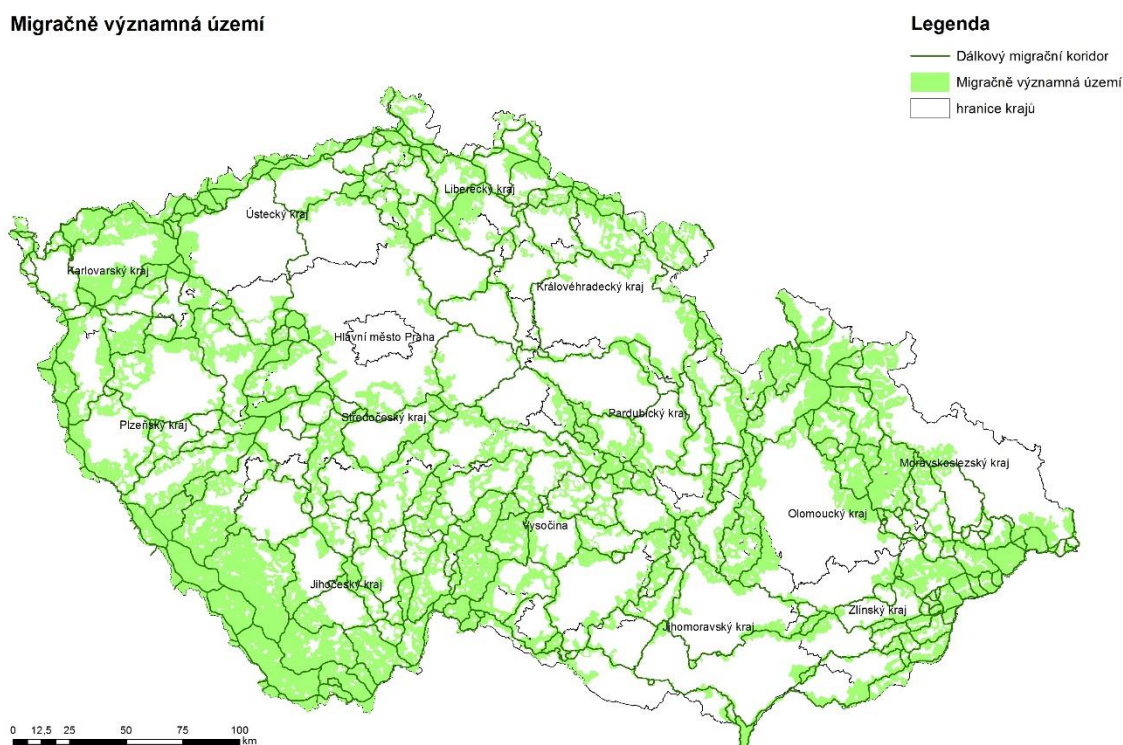 Migračně významná území
Legenda
Dálkový migrační koridor
Migračně významná území
hranice krajů
Liberecký kraj
Ústecký kraj
Karlovarský kraj
Královéhradecký kraj
Hlavní město Praha
Středočeský kraj
Pardubický kraj
Plzeňský kraj
Moravskoslezský kraj
Olomoucký kraj
Vysočina
Jihočeský kraj
Zlínský kraj
Jihomoravský kraj
0 12,5 25 50 75 100
km